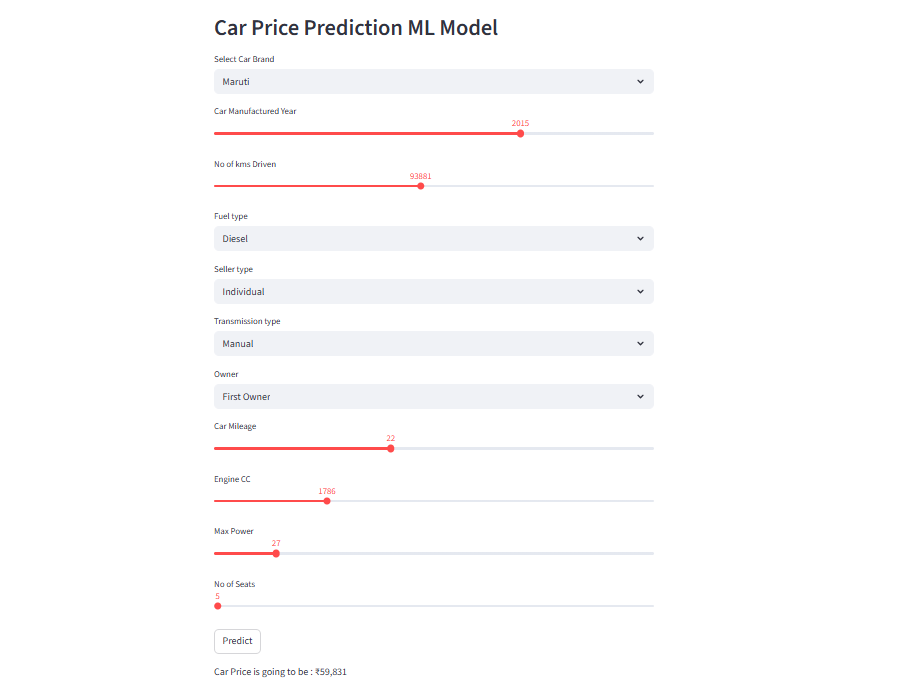 Car Price Prediction ML Model
Select Car Brand
Maruti
Car Manufactured Year
2015
No of kms Driven
93881
Fuel type
Diesel
Seller type
Individual
Transmission type
Manual
Owner
First Owner
Car Mileage
22
Engine CC
1786
Max Power
27
No of Seats
5
Predict
Car Price is going to be : ₹59,831